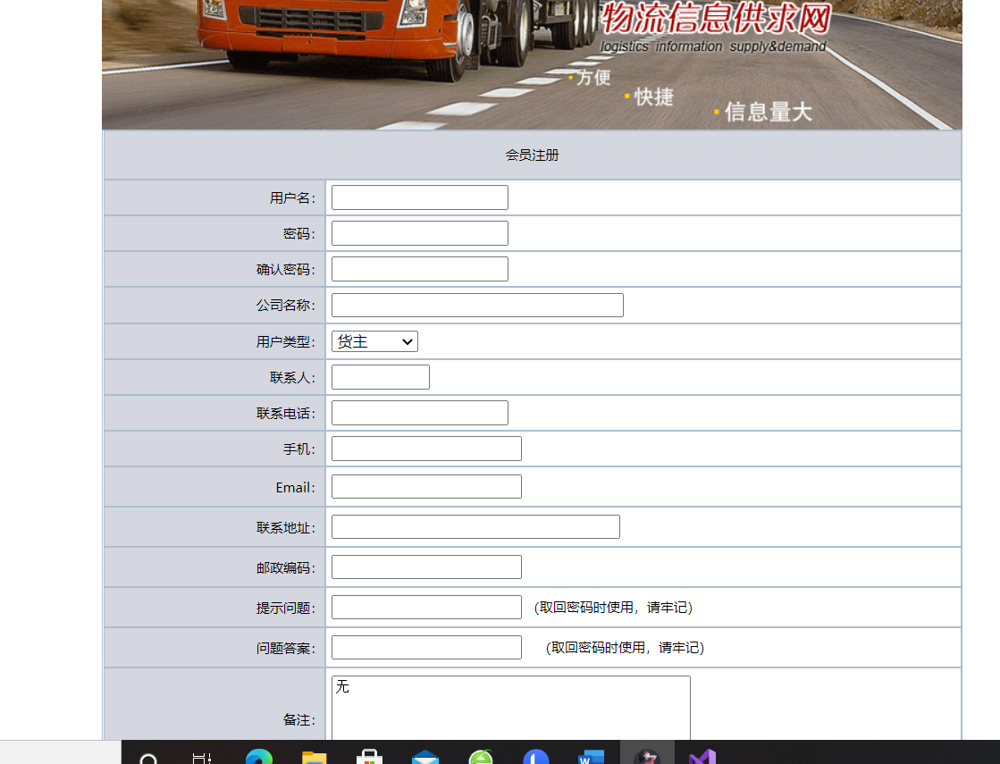 物流信息供求网
logistics information supply&demand
方便
快捷
信息量大
会员注册
用户名：
密码：
确认密码：
公司名称：
用户类型： 货主
联系人：
联系电话：
手机：
Email：
联系地址：
邮政编码：
提示问题： （取回密码时使用，请牢记）
问题答案： （取回密码时使用，请牢记）
无
备注：